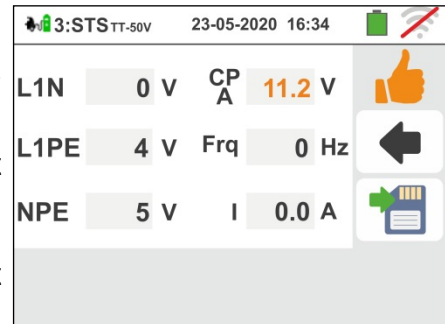 3:STS TT-50V 23-05-2020 16:34
L1N 0 V CP A 11.2 V
L1PE 4 V Frq 0 Hz
NPE 5 V I 0.0 A